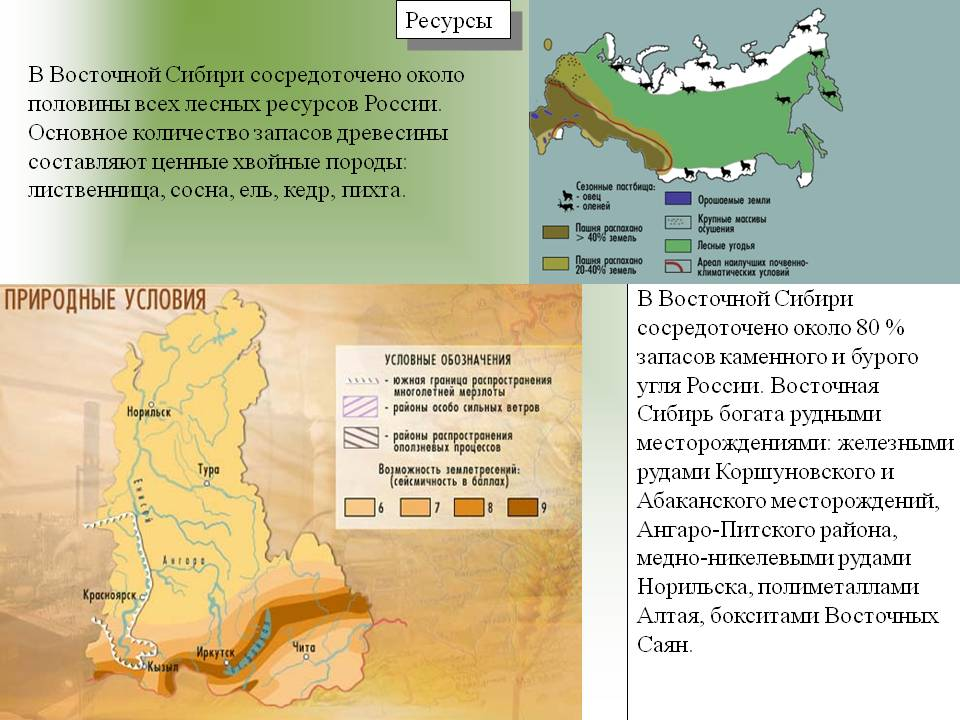 Ресурсы
В Восточной Сибири сосредоточено около
половины всех лесных ресурсов России.
Основное количество запасов древесины
составляют ценные хвойные породы:
лиственница, сосна, ель, кедр, пихта.
Сезонные пастбища:
- овец
- оленей
Пашня распахано
> 40% земель
Пашня распахано
20-40% земель
Орошаемые земли
Крупные массивы
осушения
Лесные угодья
Ареал наилучших почвенно-
климатических условий
ПРИРОДНЫЕ УСЛОВИЯ
УСЛОВНЫЕ ОБОЗНАЧЕНИЯ
- южная граница распространения
многолетней мерзлоты
- районы особо сильных ветров
- районы распространения
оползневых процессов
Возможность землетресений:
(сейсмичность в баллах)
6 7 8 9
Норильск
Тура
Енисей
Ангара
Красноярск
Кызыл
Иркутск
Чита
В Восточной Сибири
сосредоточено около 80 %
запасов каменного и бурого
угля России. Восточная
Сибирь богата рудными
месторождениями: железными
рудами Коршуновского и
Абаканского месторождений,
Ангаро-Питского района,
медно-никелевыми рудами
Норильска, полиметаллами
Алтая, бокситами Восточных
Саян.